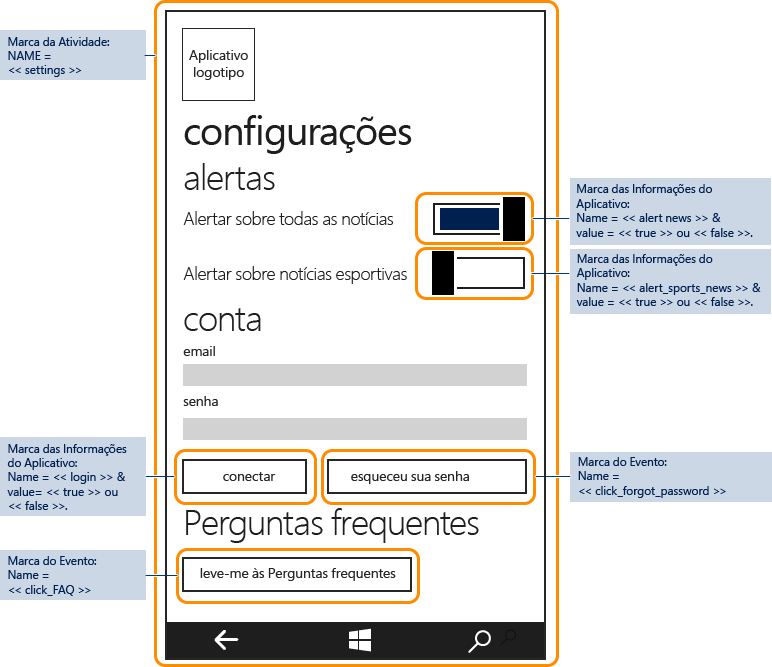 Marca da Atividade:
NAME =
<< settings >>
Aplicativo
logotipo
configurações
alertas
Alertar sobre todas as notícias
Marca das Informações do
Aplicativo:
Name = << alert news >> &
value = << true >> ou << false >>.
Alertar sobre notícias esportivas
Marca das Informações do
Aplicativo:
Name = << alert_sports_news >> &
value = << true >> ou << false >>.
conta
email
senha
Marca das Informações
do Aplicativo:
Name = << login >> &
value= << true >> ou
<< false >>.
conectar
esqueceu sua senha
Marca do Evento:
Name =
<< click_forgot_password >>
Perguntas frequentes
Marca do Evento:
Name =
<< click_FAQ >>
leve-me às Perguntas frequentes